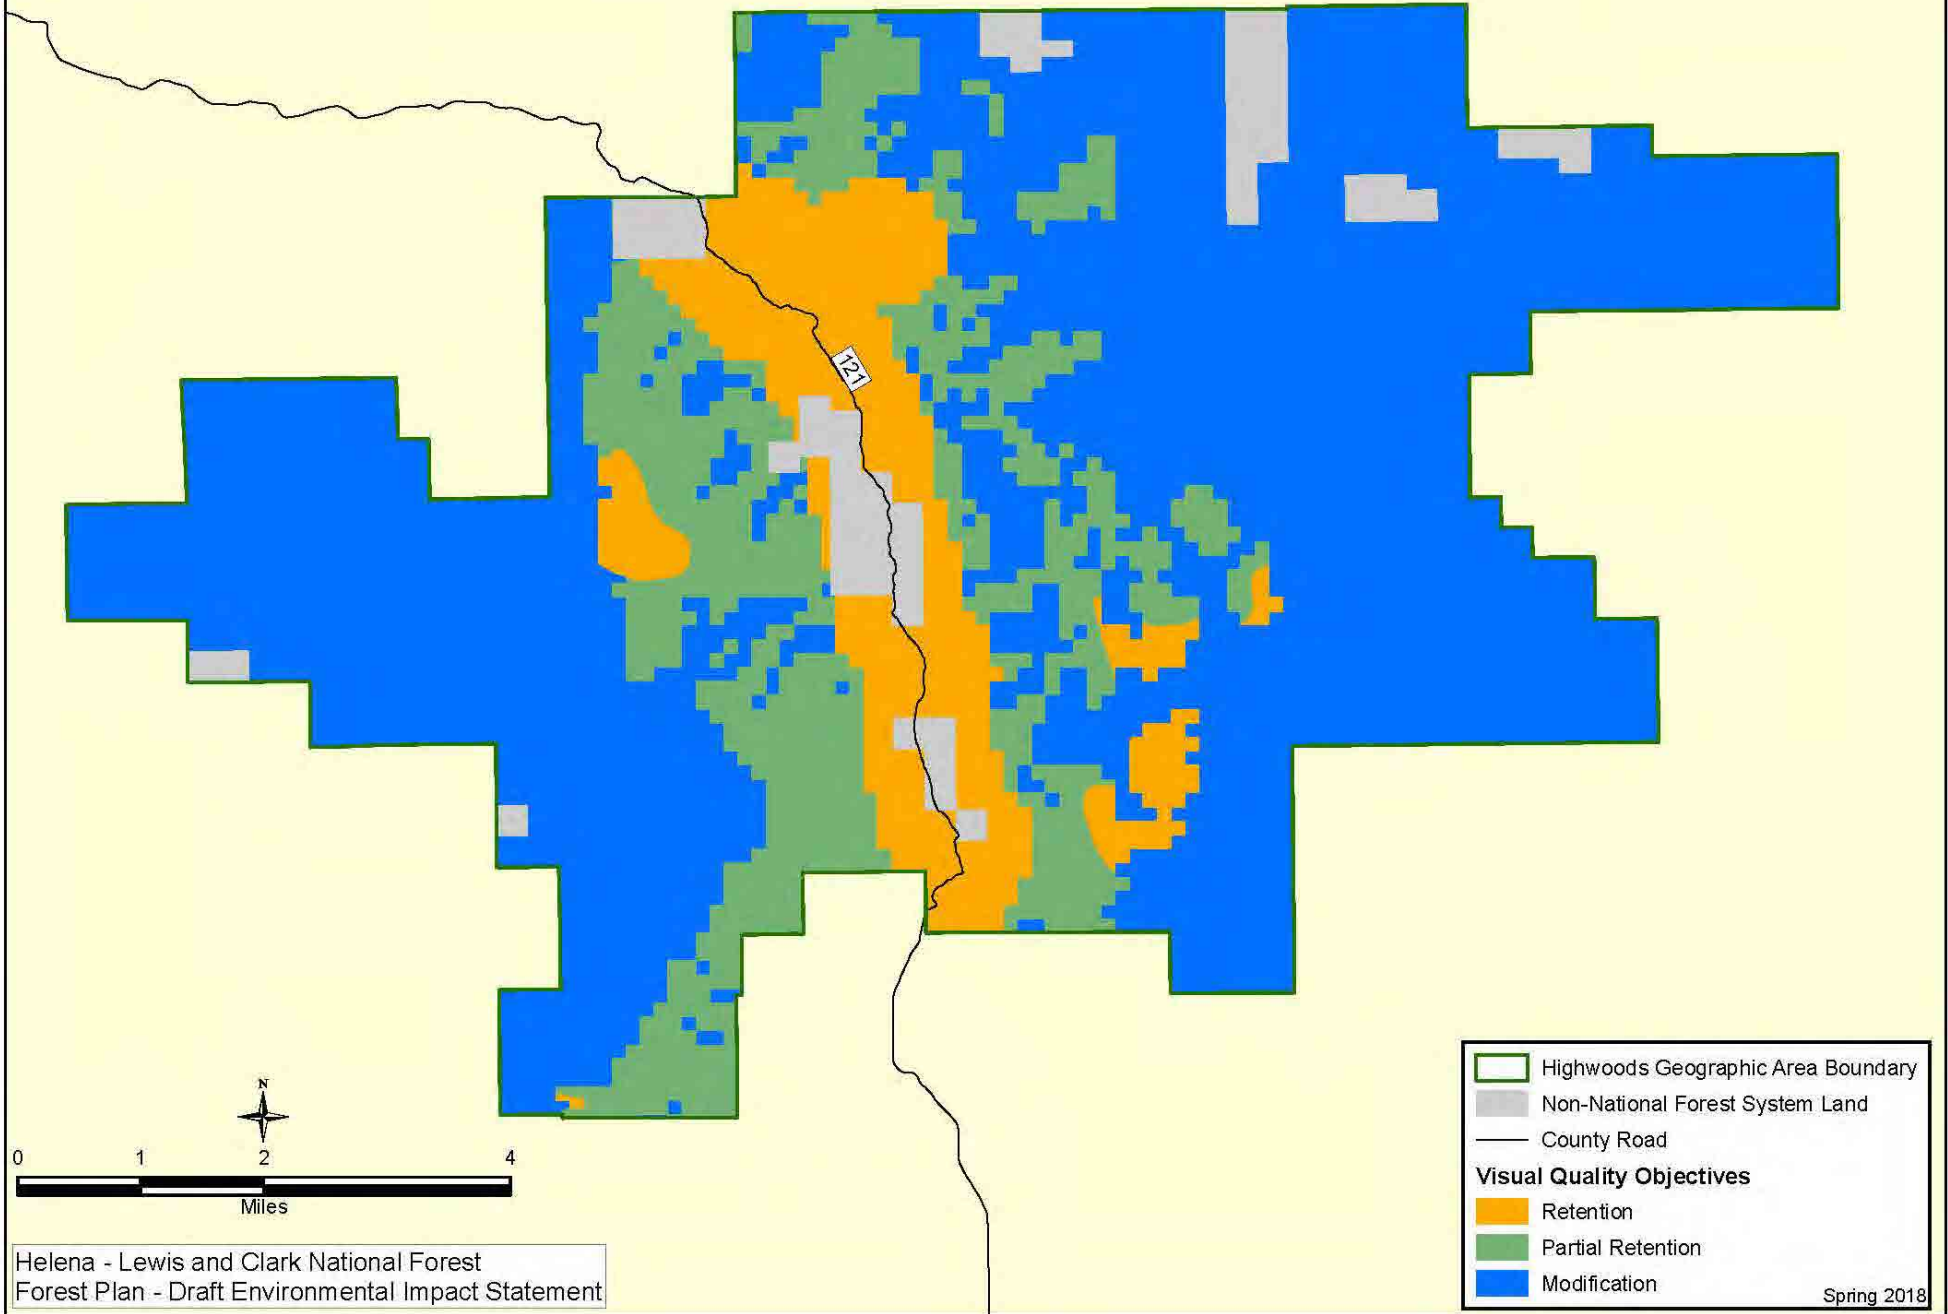 121
N
0 1 2 4
Miles
Helena - Lewis and Clark National Forest
Forest Plan - Draft Environmental Impact Statement
Highwoods Geographic Area Boundary
Non-National Forest System Land
County Road
Visual Quality Objectives
Retention
Partial Retention
Modification
Spring 2018